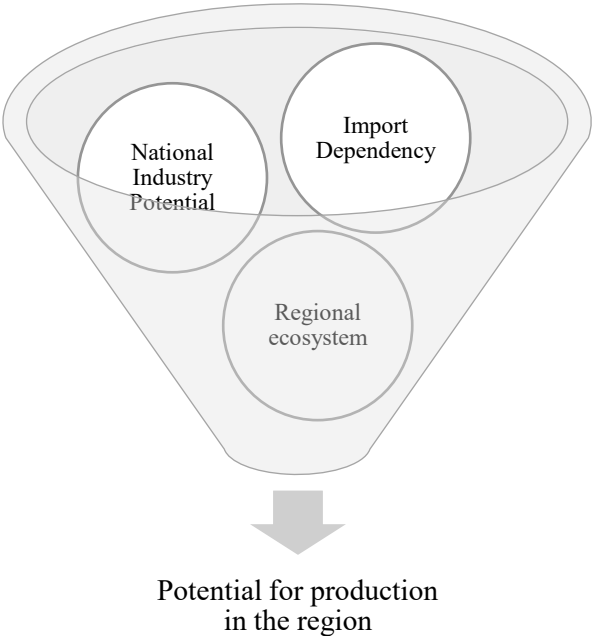 National
Industry
Potential
Import
Dependency
Regional
ecosystem
Potential for production
in the region